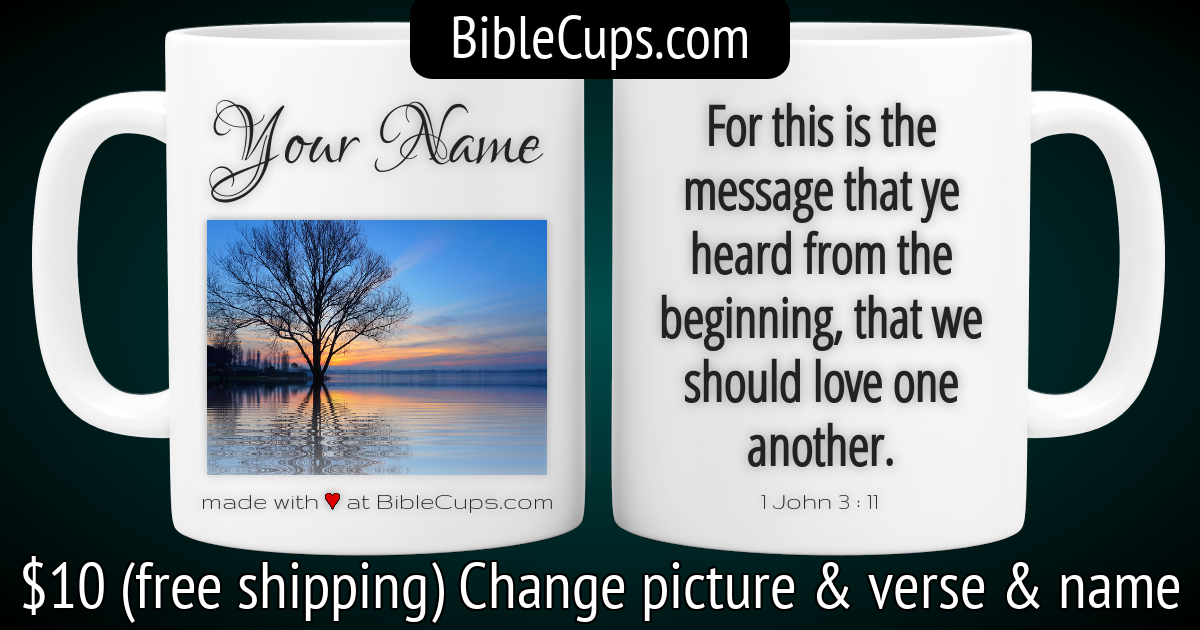 BibleCups.com
Your Name
made with ♥ at BibleCups.com
For this is the
message that ye
heard from the
beginning, that we
should love one
another.
1 John 3 : 11
$10 (free shipping) Change picture & verse & name